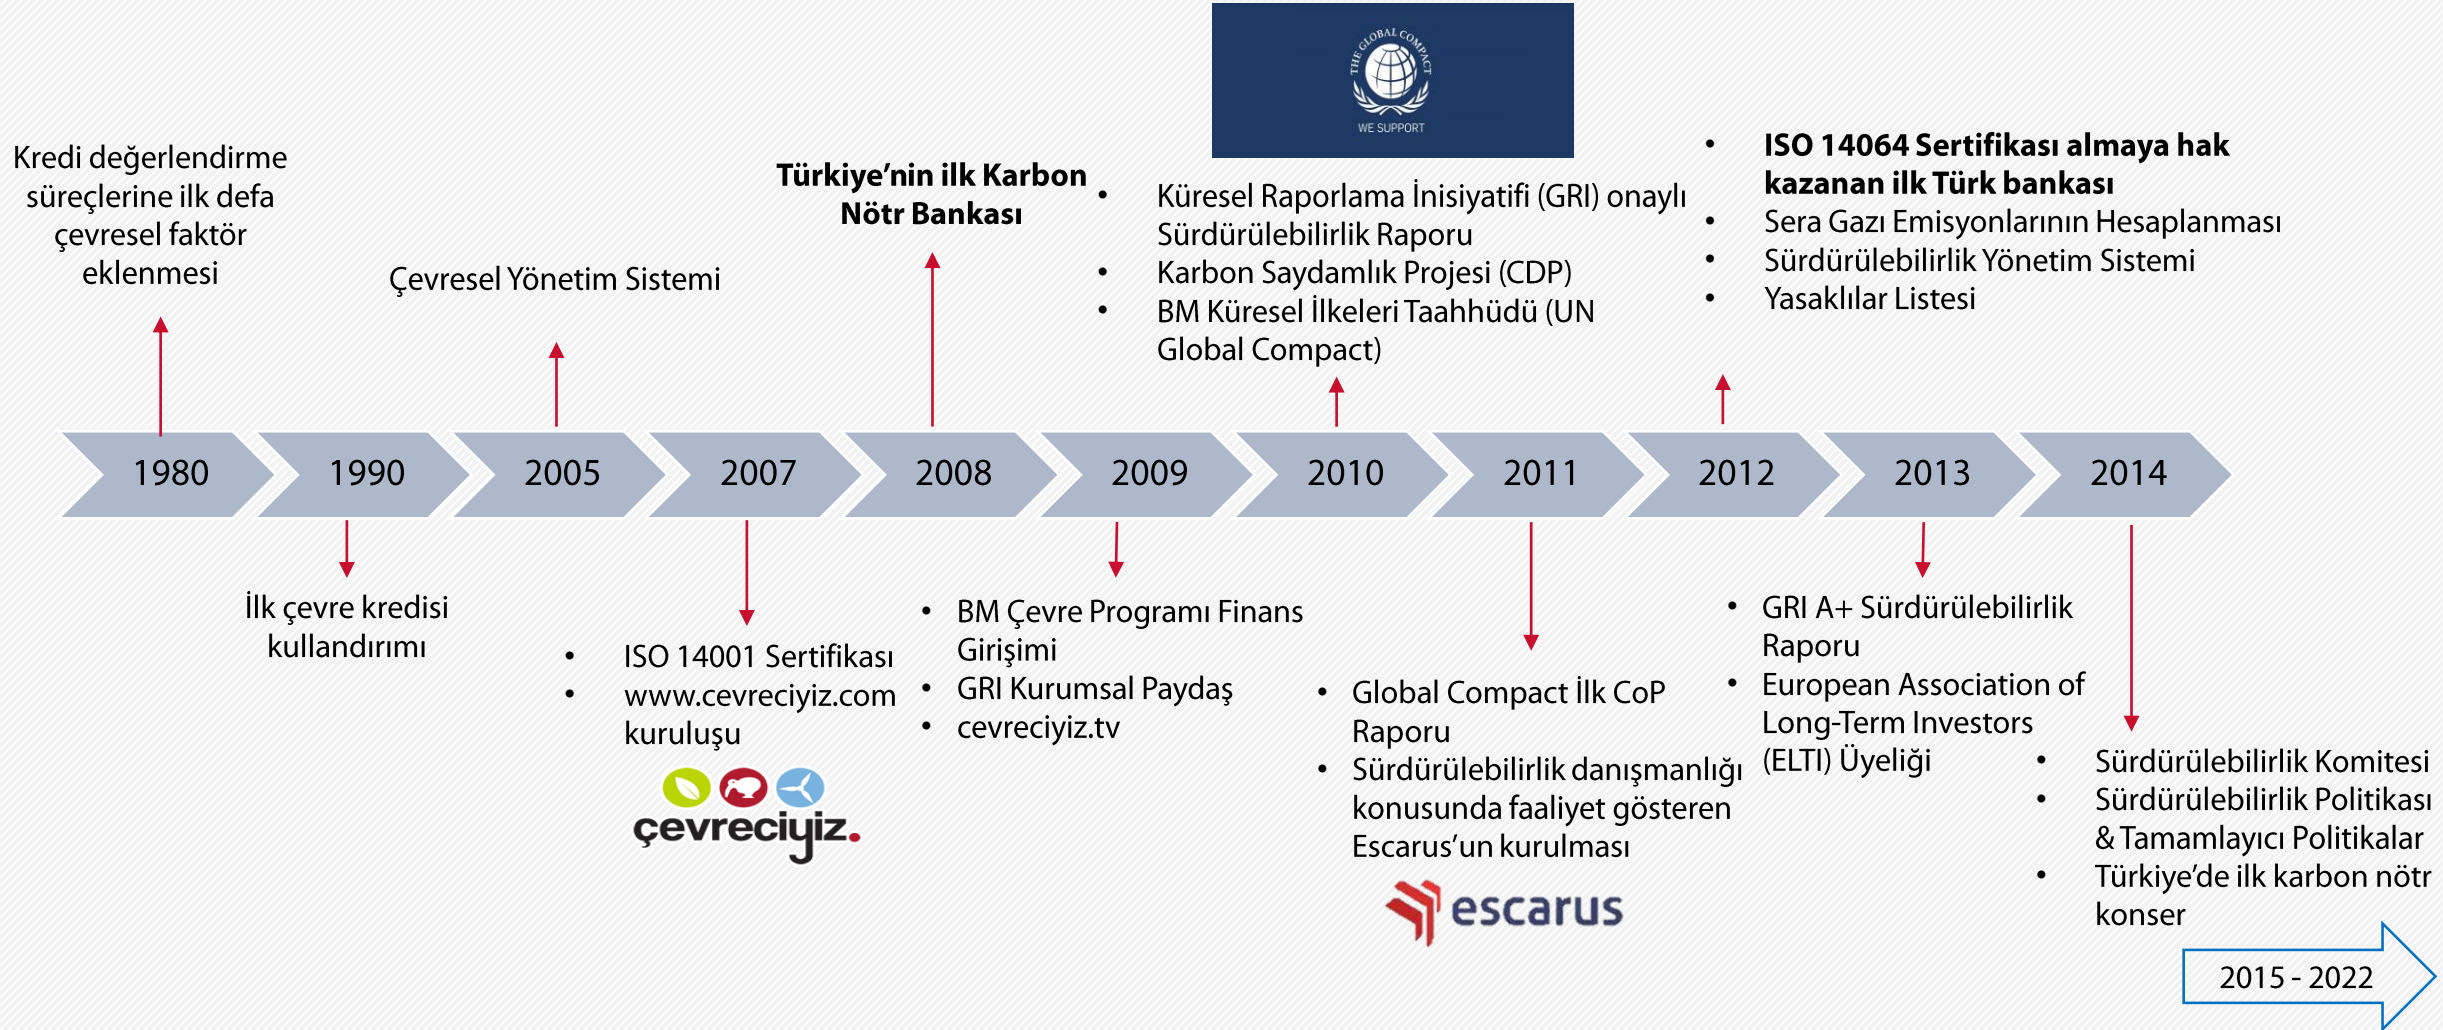 THE GLOBAL COMPACT
WE SUPPORT
Kredi değerlendirme
süreçlerine ilk defa
çevresel faktör
eklenmesi
Çevresel Yönetim Sistemi
Türkiye’nin ilk Karbon
Nötr Bankası
• Küresel Raporlama İnisiyatifi (GRI) onaylı
Sürdürülebilirlik Raporu
• Karbon Saydamlık Projesi (CDP)
• BM Küresel İlkeleri Taahhüdü (UN
Global Compact)
• ISO 14064 Sertifikası almaya hak
kazanan ilk Türk bankası
• Sera Gazı Emisyonlarının Hesaplanması
• Sürdürülebilirlik Yönetim Sistemi
• Yasaklılar Listesi
1980
1990
2005
2007
2008
2009
2010
2011
2012
2013
2014
İlk çevre kredisi
kullandırımı
• ISO 14001 Sertifikası
• www.cevreciyiz.com
kuruluşu
çevreciyiz.
• BM Çevre Programı Finans
Girişimi
• GRI Kurumsal Paydaş
• cevreciyiz.tv
• Global Compact İlk CoP
Raporu
• Sürdürülebilirlik danışmanlığı
konusunda faaliyet gösteren
Escarus’un kurulması
escarus
• GRI A+ Sürdürülebilirlik
Raporu
• European Association of
Long-Term Investors
(ELTI) Üyeliği
• Sürdürülebilirlik Komitesi
• Sürdürülebilirlik Politikası
& Tamamlayıcı Politikalar
• Türkiye’de ilk karbon nötr
konser
2015 - 2022